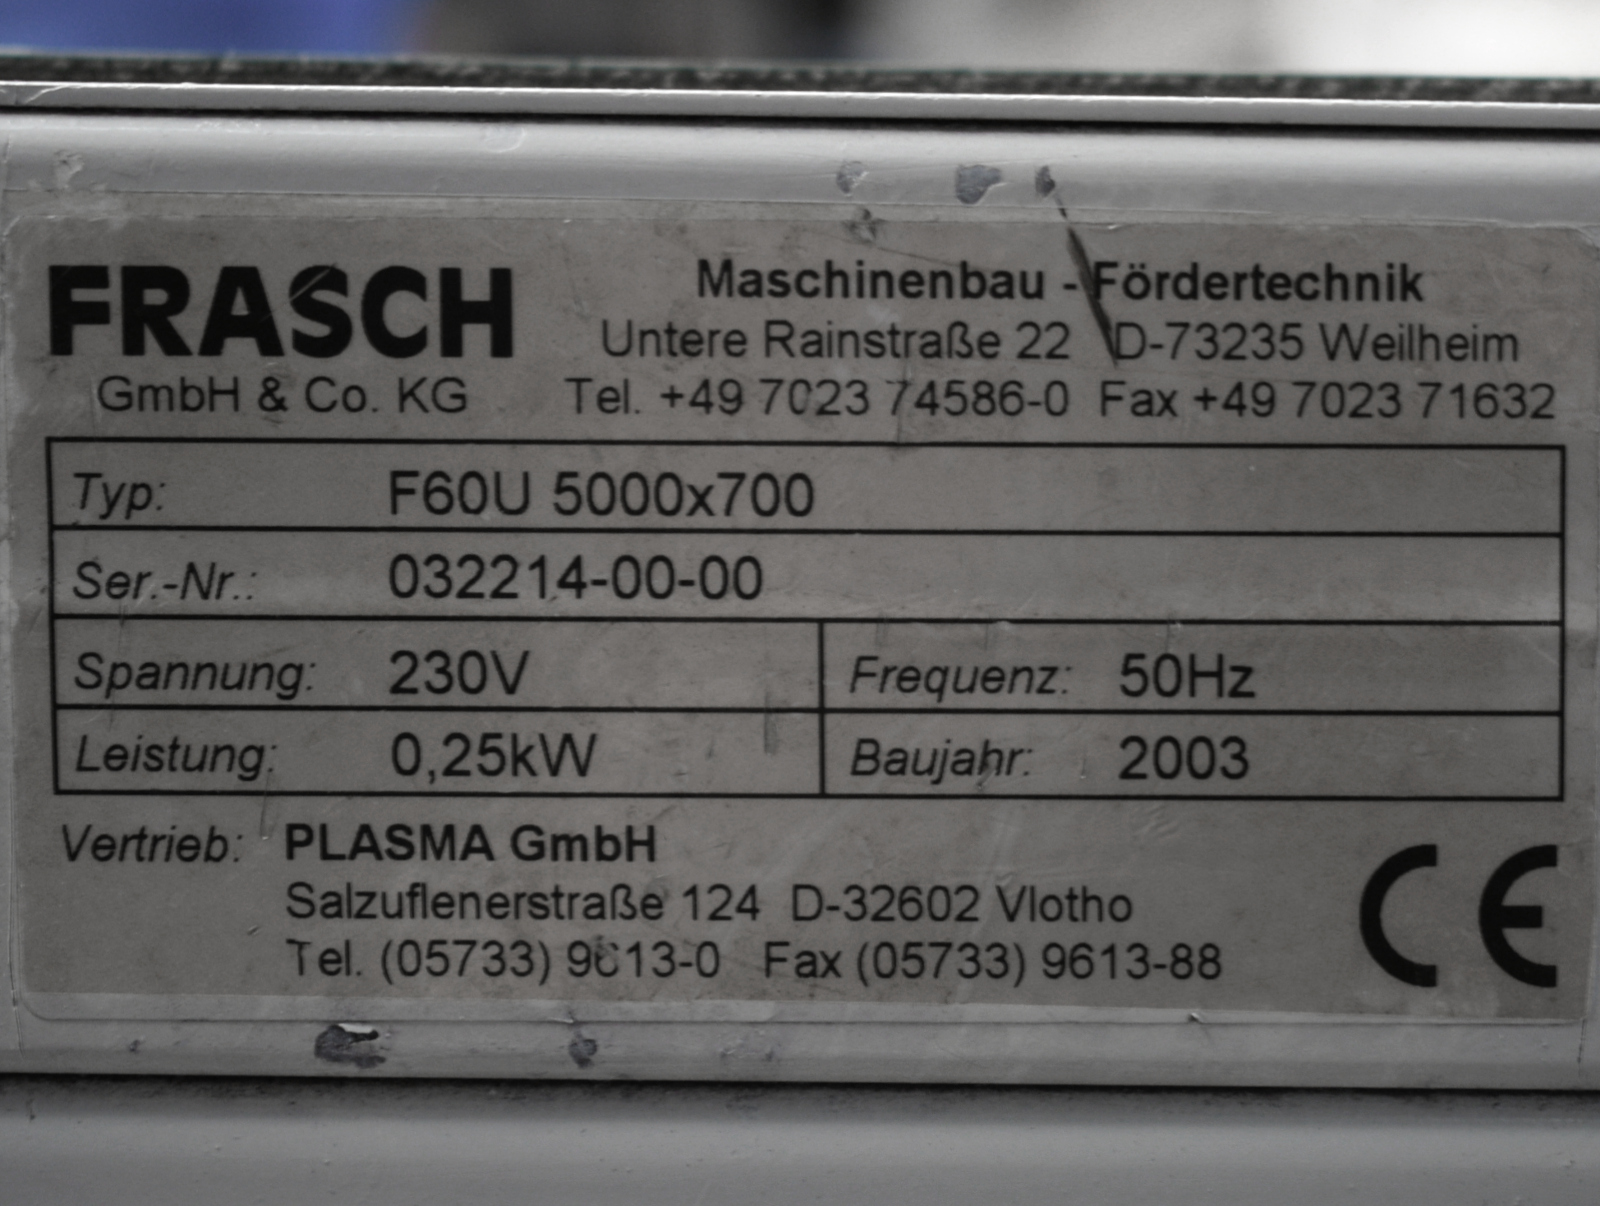 FRASCH
GmbH & Co. KG
Maschinenbau - Fördertechnik
Untere Rainstraße 22 D-73235 Weilheim
Tel. +49 7023 74586-0 Fax +49 7023 71632
Typ: F60U 5000x700
Ser.-Nr.: 032214-00-00
Spannung: 230V Frequenz: 50Hz
Leistung: 0,25kW Baujahr: 2003
Vertrieb: PLASMA GmbH
Salzuflenerstraße 124 D-32602 Vlotho
Tel. (05733) 9613-0 Fax (05733) 9613-88
CE